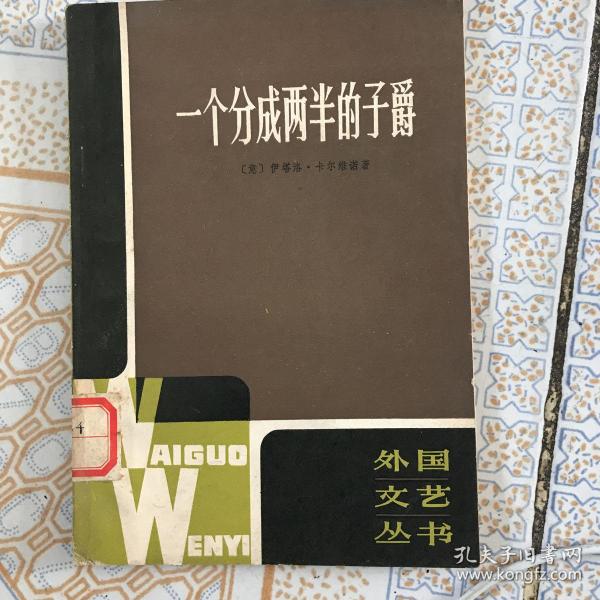 一个分成两半的子爵
〔意〕伊塔洛·卡尔维诺著
4
WAIGUO
WENYI
外国
文艺
丛书
孔夫子旧书网
www.kongfz.com